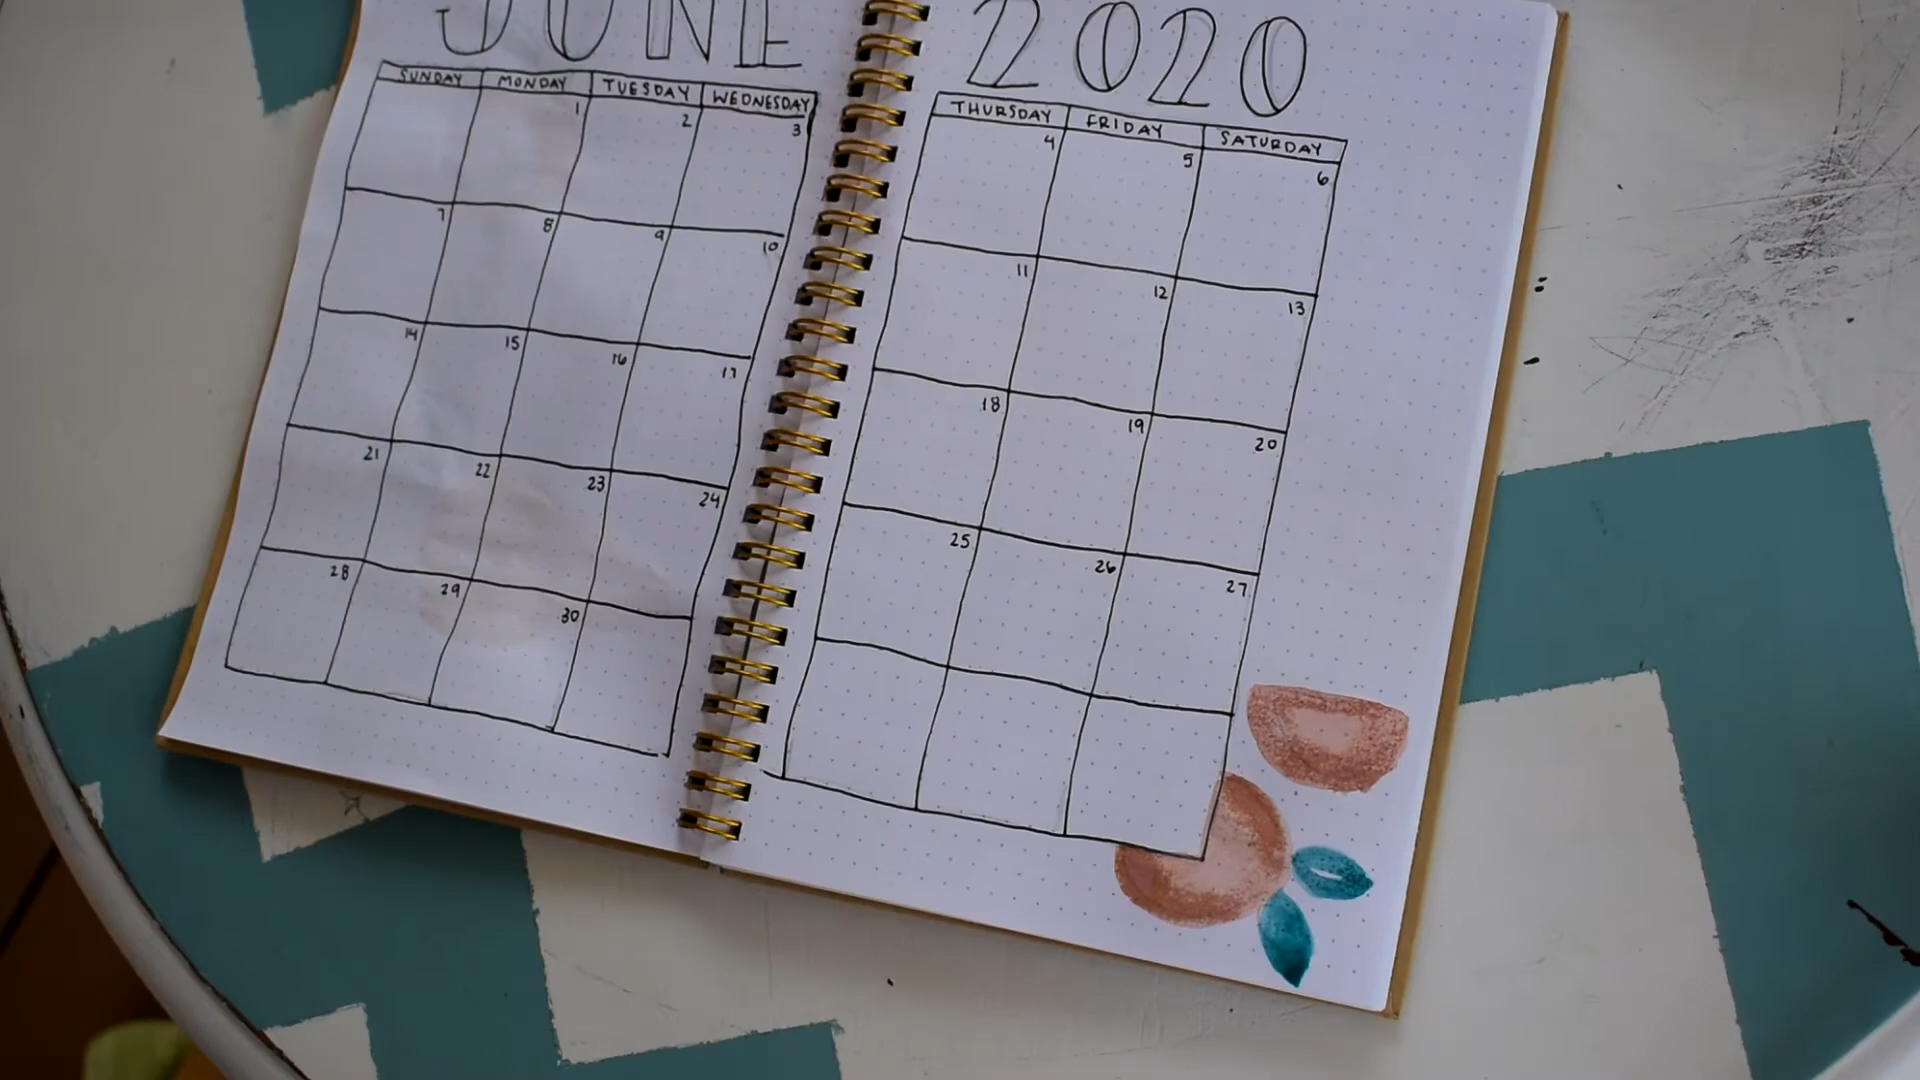 JUNE 2020
SUNDAY MONDAY TUESDAY WEDNESDAY THURSDAY FRIDAY SATURDAY
1 2 3 4 5 6
7 8 9 10 11 12 13
14 15 16 17 18 19 20
21 22 23 24 25 26 27
28 29 30